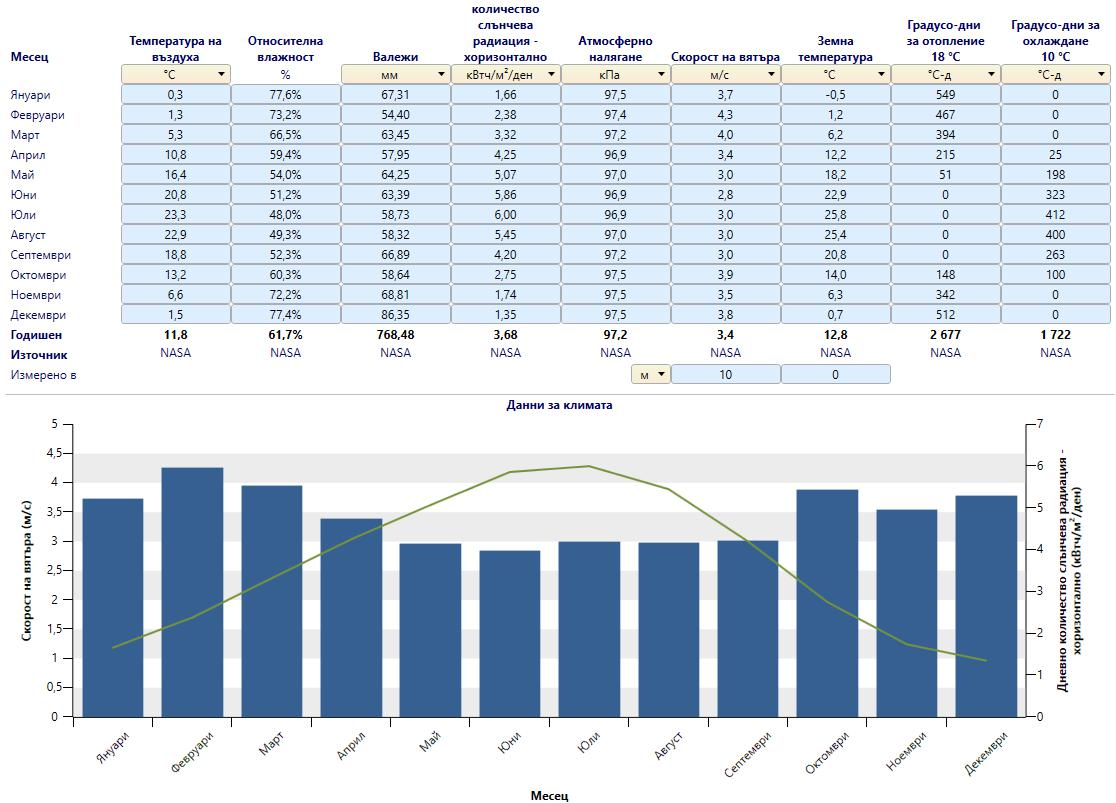 количество
слънчева
радиация -
хоризонтално
Градусо-дни
за отопление
18 °C
Градусо-дни за
охлаждане
10 °C
Месец
Температура на
въздуха
Относителна
влажност
Валежи
Атмосферно
налягане
Скорост на вятъра
Земна
температура
°C % мм кВтч/м²/ден кПа м/с °C °C-д °C-д
Януари 0,3 77,6% 67,31 1,66 97,5 3,7 -0,5 549 0
Февруари 1,3 73,2% 54,40 2,38 97,4 4,3 1,2 467 0
Март 5,3 66,5% 63,45 3,32 97,2 4,0 6,2 394 0
Април 10,8 59,4% 57,95 4,25 96,9 3,4 12,2 215 25
Май 16,4 54,0% 64,25 5,07 97,0 3,0 18,2 51 198
Юни 20,8 51,2% 63,39 5,86 96,9 2,8 22,9 0 323
Юли 23,3 48,0% 58,73 6,00 96,9 3,0 25,8 0 412
Август 22,9 49,3% 58,32 5,45 97,0 3,0 25,4 0 400
Септември 18,8 52,3% 66,89 4,20 97,2 3,0 20,8 0 263
Октомври 13,2 60,3% 58,64 2,75 97,5 3,9 14,0 148 100
Ноември 6,6 72,2% 68,81 1,74 97,5 3,5 6,3 342 0
Декември 1,5 77,4% 86,35 1,35 97,5 3,8 0,7 512 0
Годишен 11,8 61,7% 768,48 3,68 97,2 3,4 12,8 2 677 1 722
Източник NASA NASA NASA NASA NASA NASA NASA NASA NASA
Измерено в м 10 0
Данни за климата
Скорост на вятъра (м/с)
5
4,5
4
3,5
3
2,5
2
1,5
1
0,5
0
7
6
5
4
3
2
1
0
Дневно количество слънчева радиация -
хоризонтално (кВтч/м²/ден)
Януари Февруари Март Април Май Юни Юли Август Септември Октомври Ноември Декември
Месец